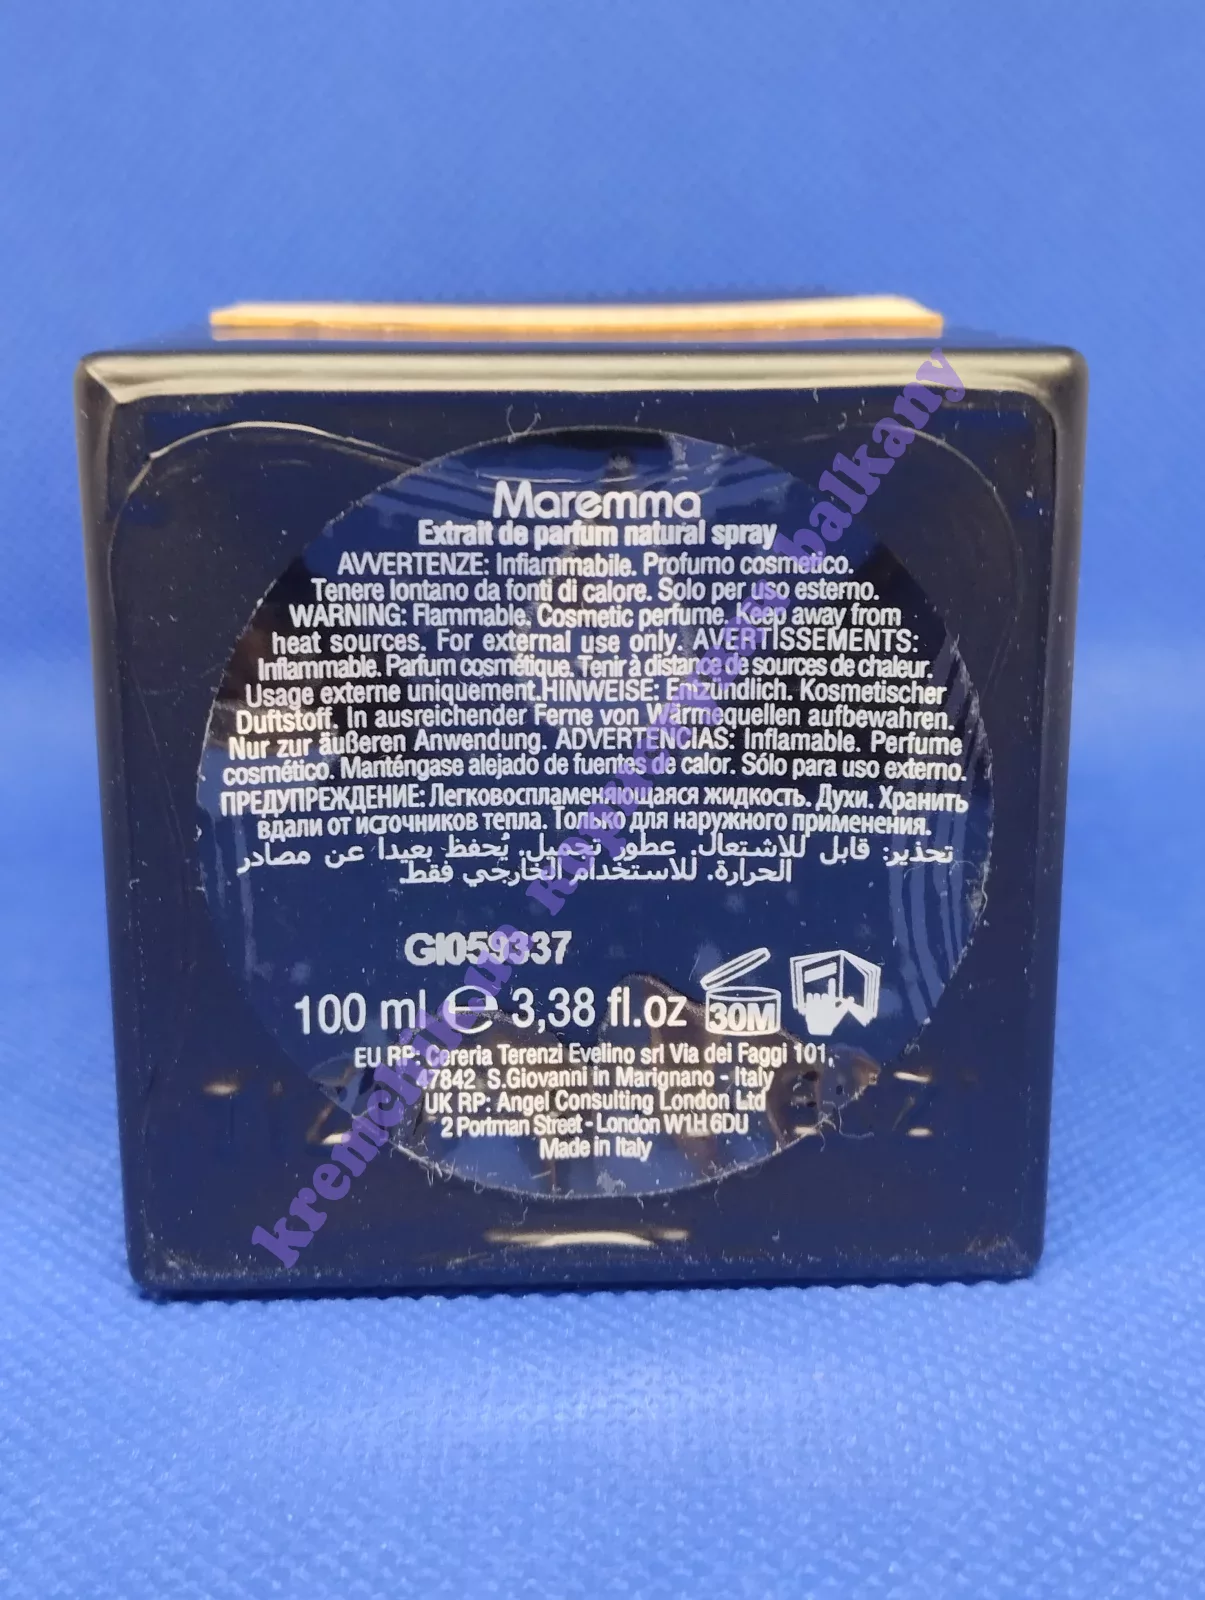 Maremma
Extrait de parfum natural spray
AVVERTENZE: Infiammabile. Profumo cosmetico.
Tenere lontano da fonti di calore. Solo per uso esterno.
WARNING: Flammable. Cosmetic perfume. Keep away from
heat sources. For external use only. AVERTISSEMENTS:
Inflammable. Parfum cosmétique. Tenir à distance de sources de chaleur.
Usage externe uniquement.HINWEISE: Entzündlich. Kosmetischer
Duftstoff. In ausreichender Ferne von Wärmequellen aufbewahren.
Nur zur äußeren Anwendung. ADVERTENCIAS: Inflamable. Perfume
cosmético. Manténgase alejado de fuentes de calor. Sólo para uso externo.
ПРЕДУПРЕЖДЕНИЕ: Легковоспламеняющаяся жидкость. Духи. Хранить
вдали от источников тепла. Только для наружного применения.
تحذير: قابل للاشتعال. عطور تجميل. يُحفظ بعيداً عن مصادر
الحرارة. للاستخدام الخارجي فقط.
GI059337
100 ml ℮ 3,38 fl.oz 30M
EU RP: Cereria Terenzi Evelino srl Via dei Faggi 101,
47842 S.Giovanni in Marignano - Italy
UK RP: Angel Consulting London Ltd
2 Portman Street - London W1H 6DU
Made in Italy
balkany